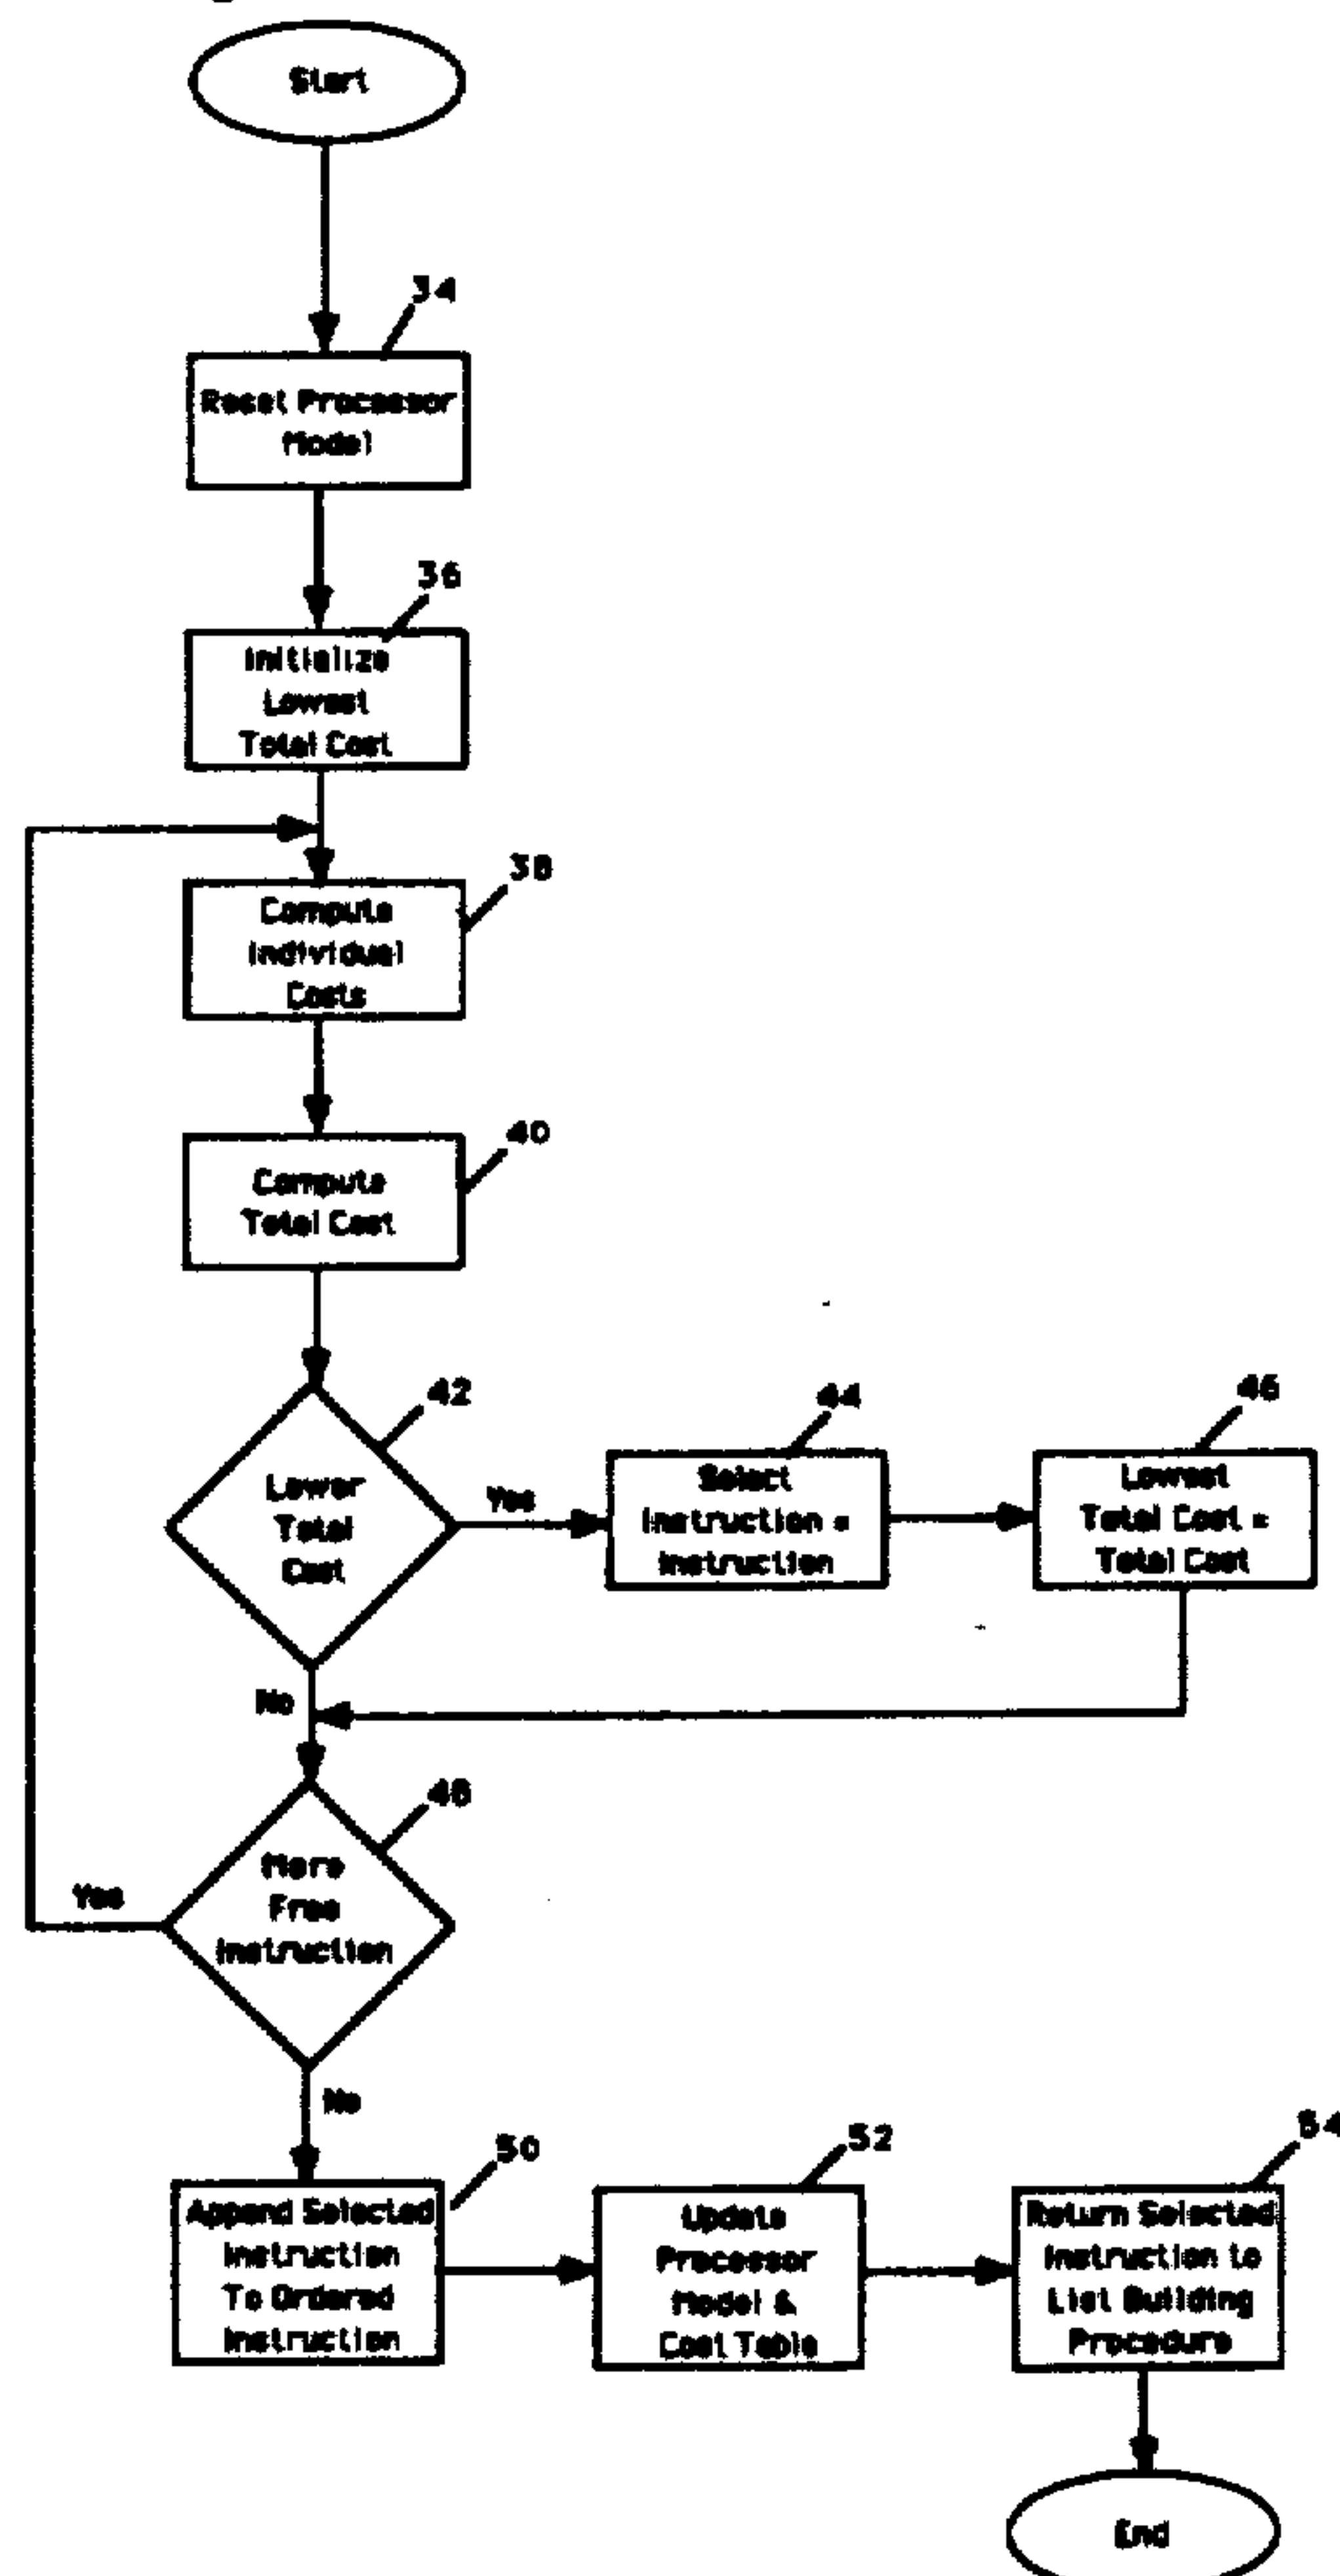 Start
34
Reset Processor
Model
36
Initialize
Lowest
Total Cost
38
Compute
Individual
Costs
40
Compute
Total Cost
42
Lower
Total
Cost
Yes
44
Select
Instruction =
Instruction
46
Lowest
Total Cost =
Total Cost
No
48
More
Free
Instruction
Yes
No
50
Append Selected
Instruction
To Ordered
Instruction
52
Update
Processor
Model &
Cost Table
54
Return Selected
Instruction to
List Building
Procedure
End